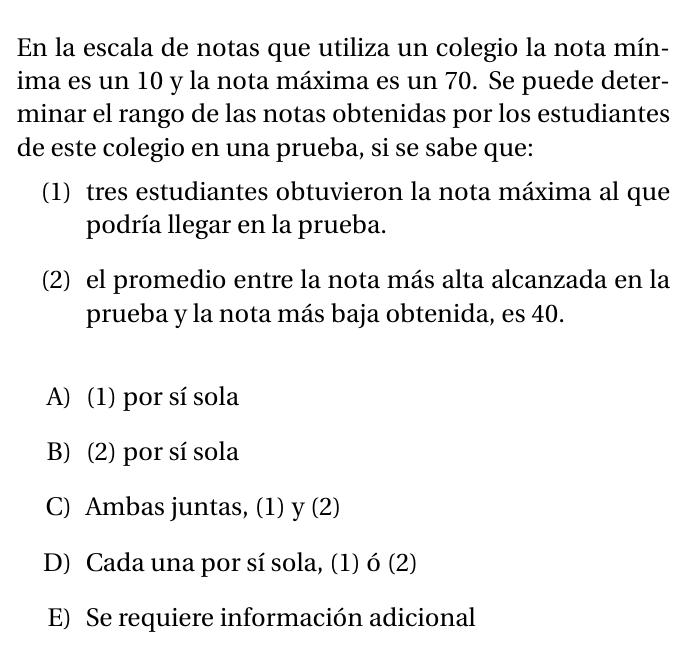 En la escala de notas que utiliza un colegio la nota mín-
ima es un 10 y la nota máxima es un 70. Se puede deter-
minar el rango de las notas obtenidas por los estudiantes
de este colegio en una prueba, si se sabe que:
(1) tres estudiantes obtuvieron la nota máxima al que
podría llegar en la prueba.
(2) el promedio entre la nota más alta alcanzada en la
prueba y la nota más baja obtenida, es 40.
A) (1) por sí sola
B) (2) por sí sola
C) Ambas juntas, (1) y (2)
D) Cada una por sí sola, (1) ó (2)
E) Se requiere información adicional